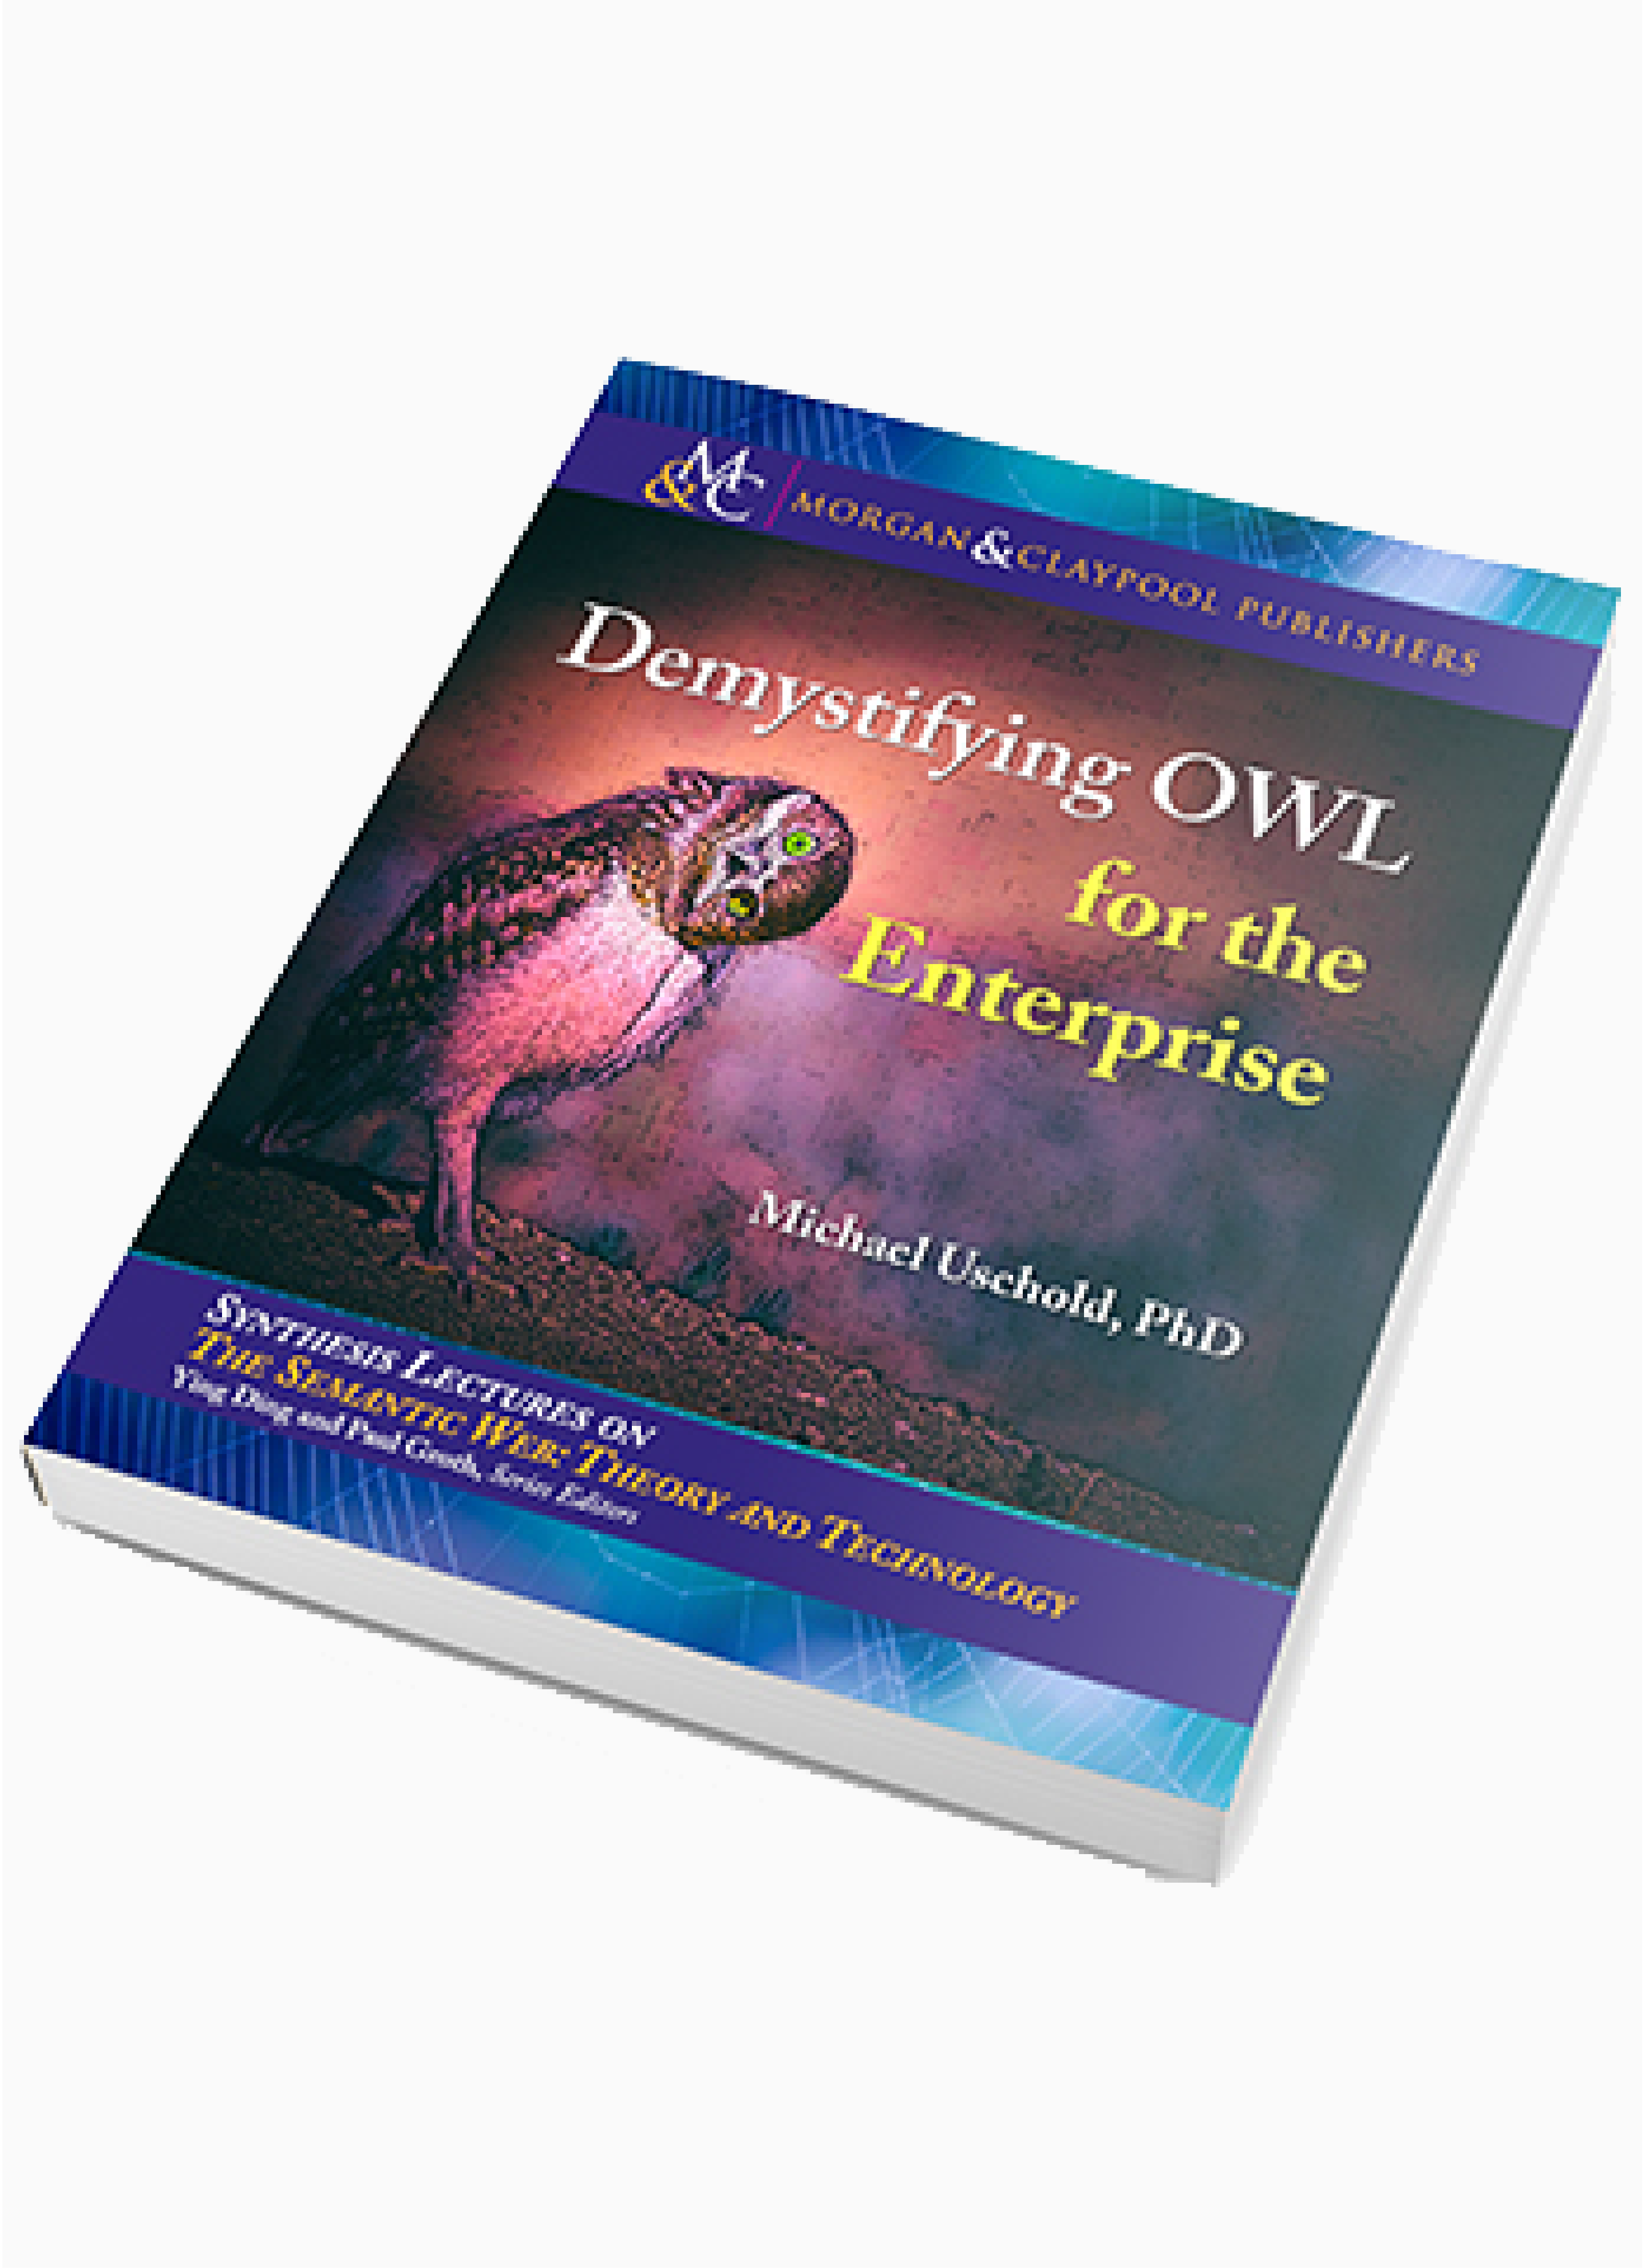 M&C MORGAN & CLAYPOOL PUBLISHERS
Demystifying OWL
for the
Enterprise
Michael Uschold, PhD
SYNTHESIS LECTURES ON
THE SEMANTIC WEB: THEORY AND TECHNOLOGY
Ying Ding and Paul Groth, Series Editors